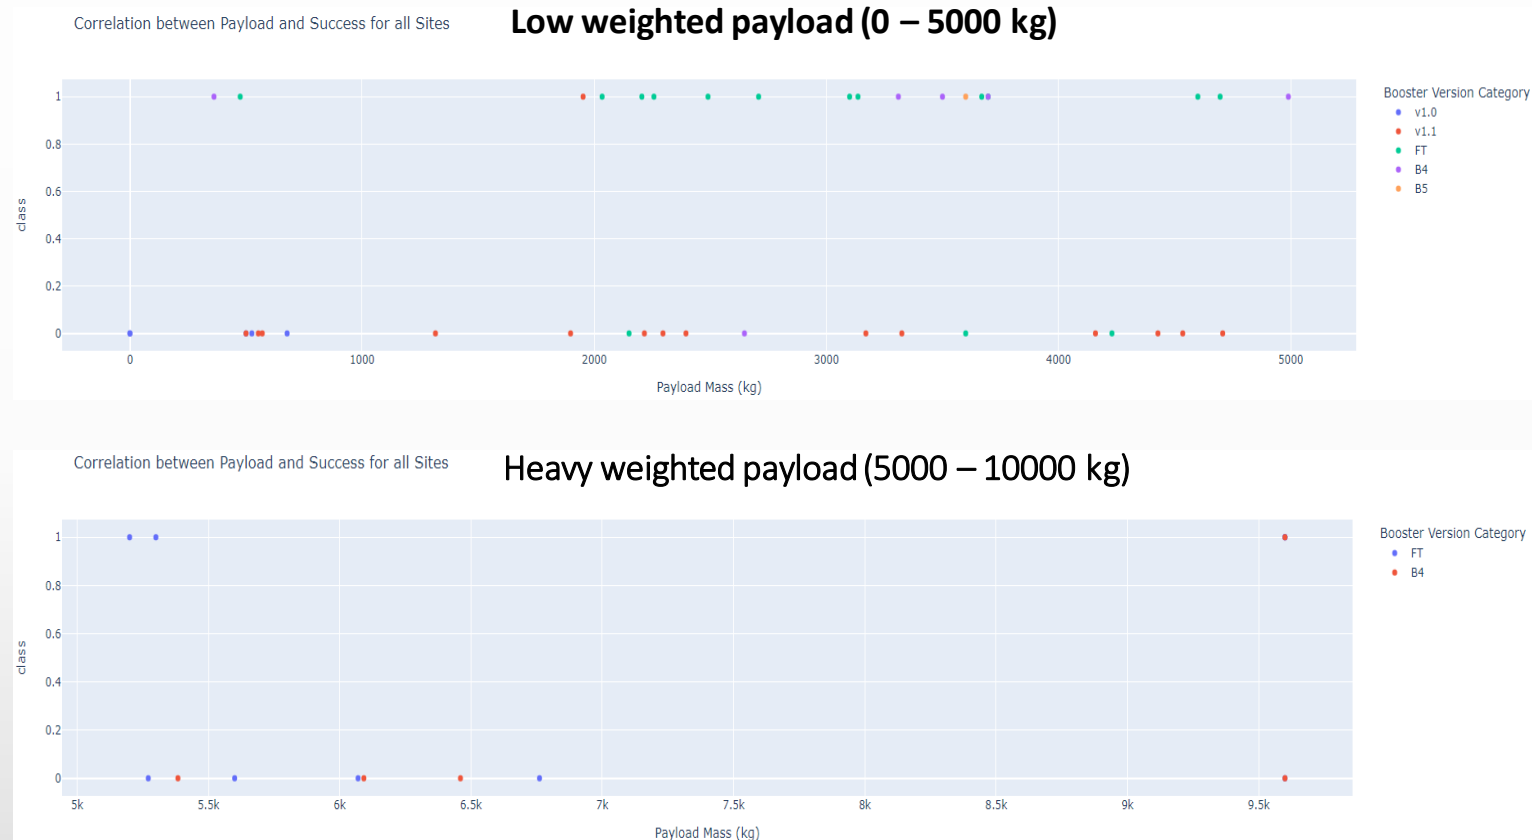 Correlation between Payload and Success for all Sites
Low weighted payload (0 – 5000 kg)
Booster Version Category
v1.0
v1.1
FT
B4
B5
1
0.8
0.6
0.4
0.2
0
class
0 1000 2000 3000 4000 5000
Payload Mass (kg)
Correlation between Payload and Success for all Sites
Heavy weighted payload (5000 – 10000 kg)
Booster Version Category
FT
B4
1
0.8
0.6
0.4
0.2
0
class
5k 5.5k 6k 6.5k 7k 7.5k 8k 8.5k 9k 9.5k
Payload Mass (kg)